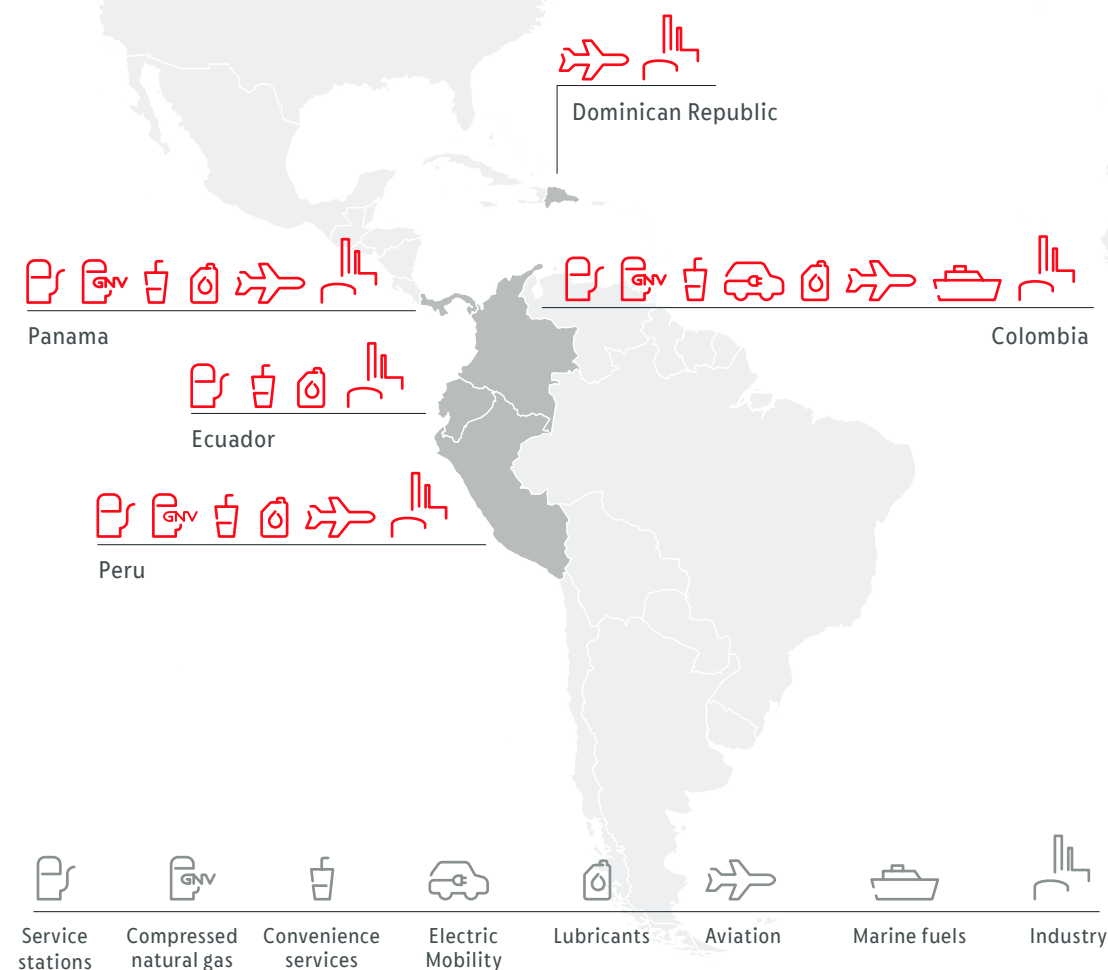 Dominican Republic
GNV
GNV
Panama
Colombia
Ecuador
GNV
Peru
GNV
Service stations
Compressed natural gas
Convenience services
Electric Mobility
Lubricants
Aviation
Marine fuels
Industry